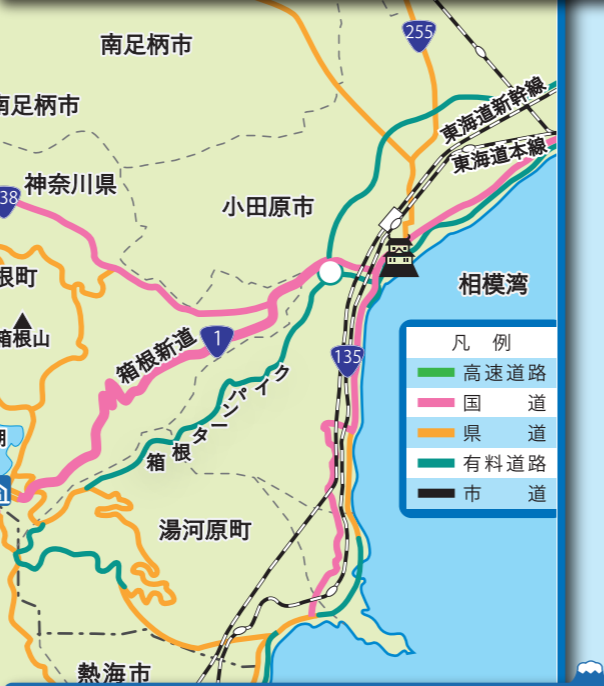 南足柄市
255
東海道新幹線
南足柄市
東海道本線
神奈川県
38
小田原市
相模湾
根町
箱根山
箱根新道
1
135
凡 例
高速道路
国 道
県 道
有料道路
市 道
箱根ターンパイク
湖
湯河原町
熱海市